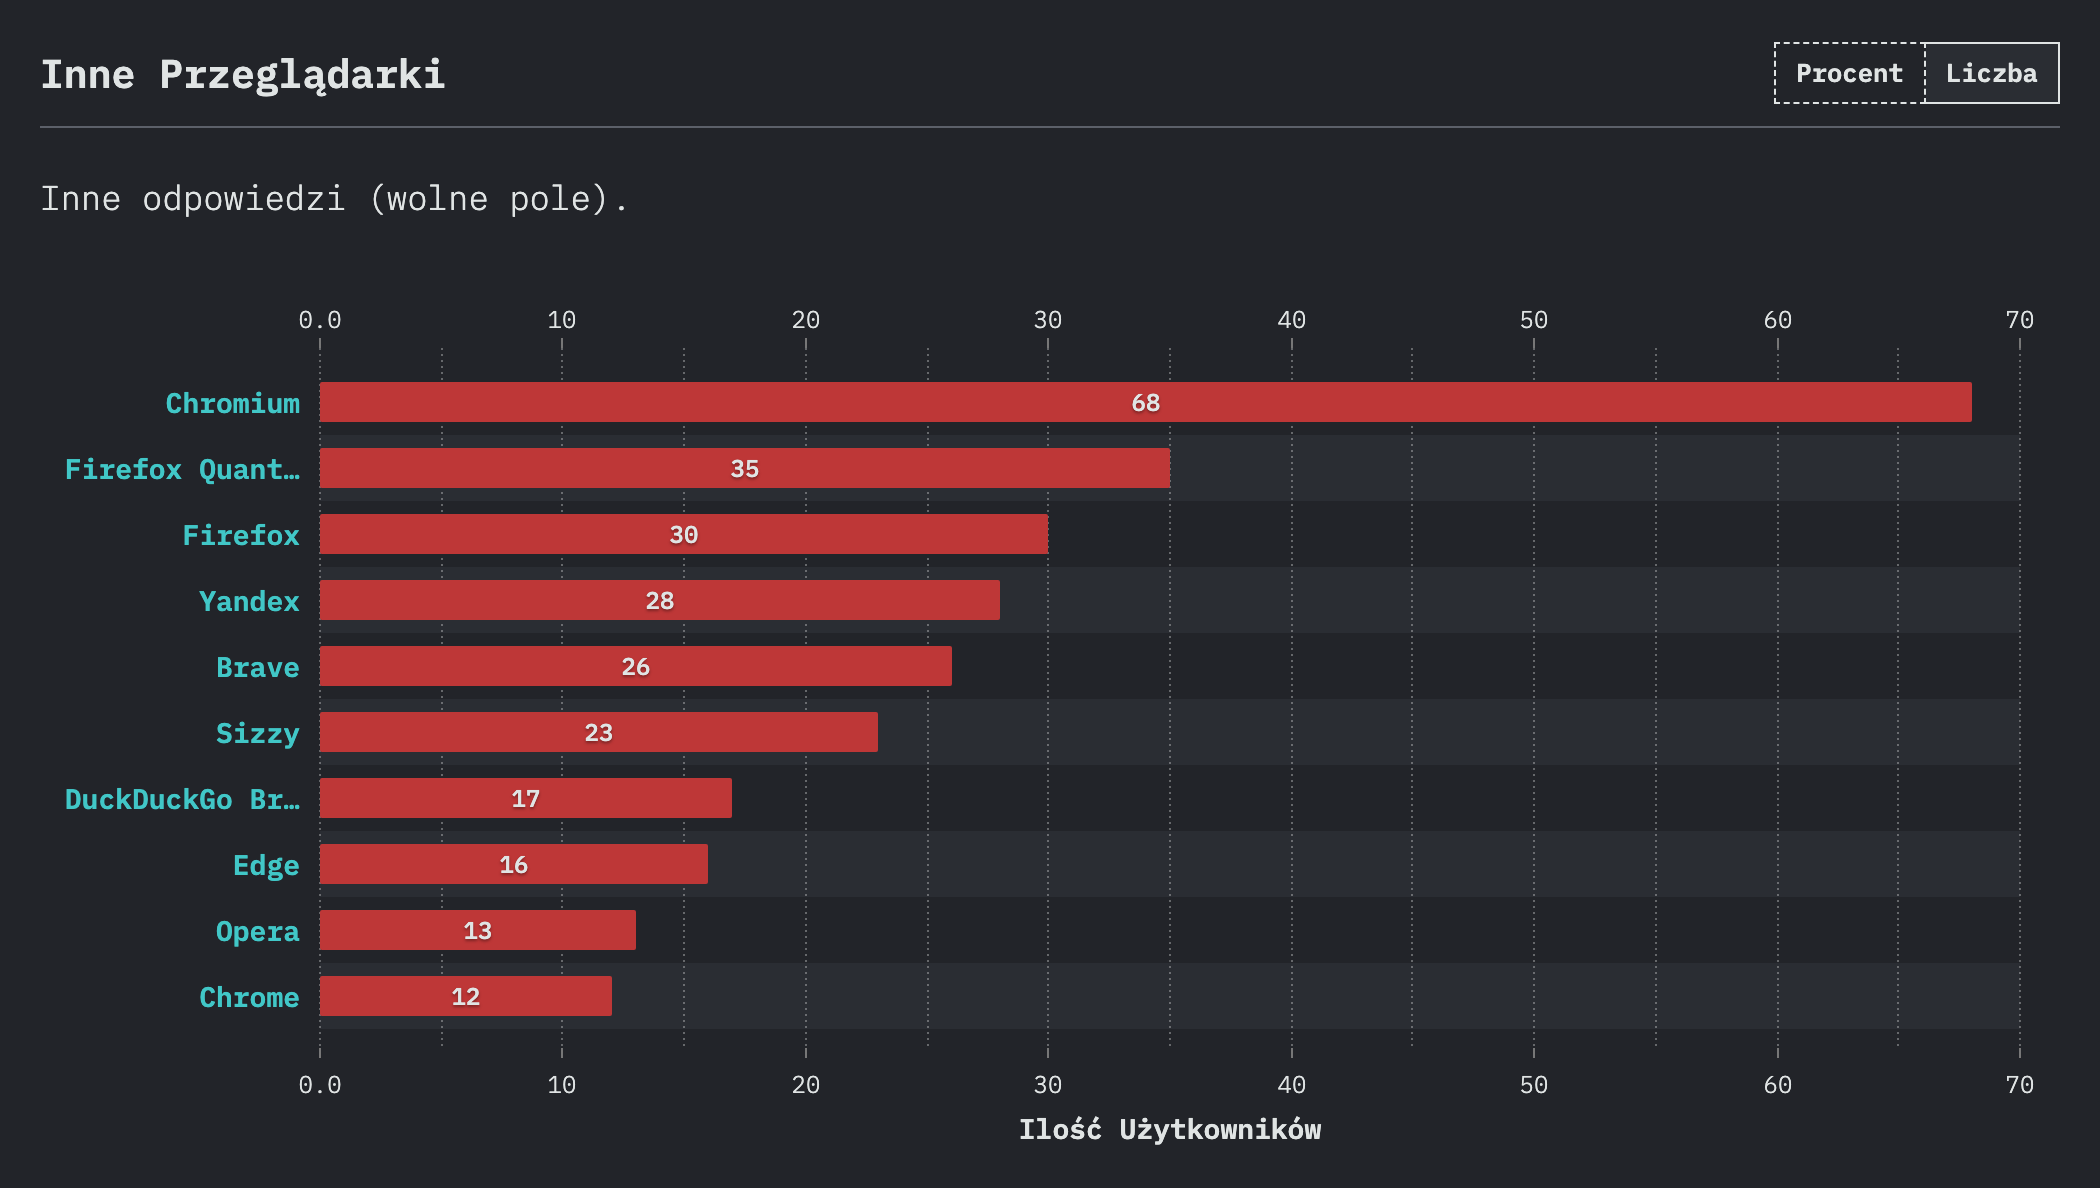 Inne Przeglądarki
Procent Liczba
Inne odpowiedzi (wolne pole).
0.0 10 20 30 40 50 60 70
Chromium 68
Firefox Quant… 35
Firefox 30
Yandex 28
Brave 26
Sizzy 23
DuckDuckGo Br… 17
Edge 16
Opera 13
Chrome 12
0.0 10 20 30 40 50 60 70
Ilość Użytkowników